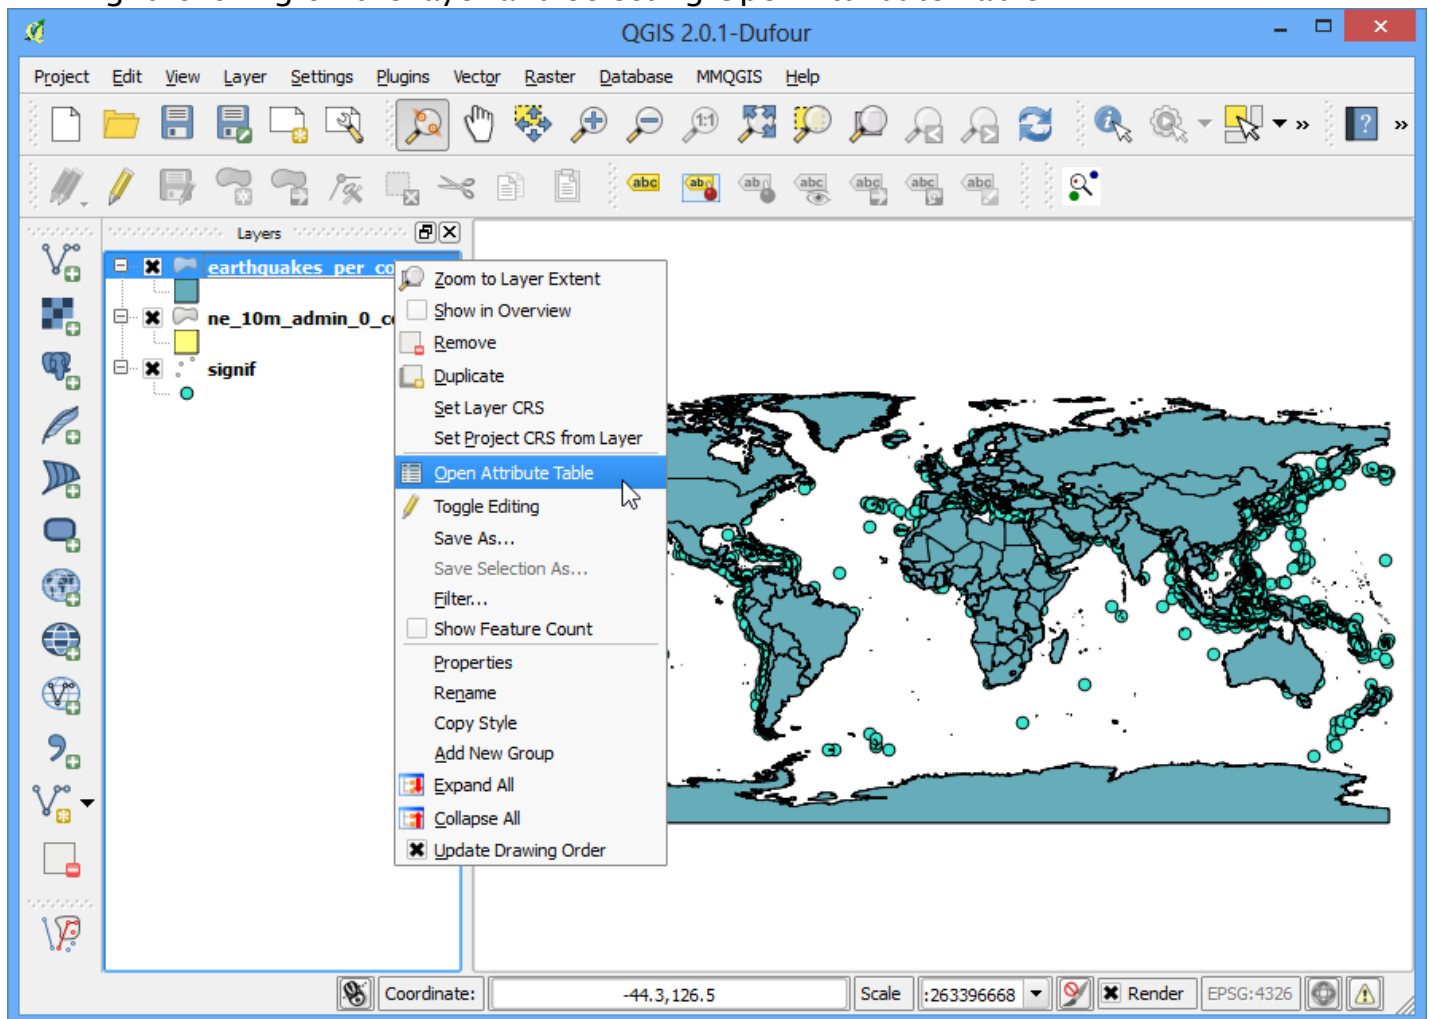 QGIS 2.0.1-Dufour
Project Edit View Layer Settings Plugins Vector Raster Database MMQGIS Help
1:1
abc abc
Layers
earthquakes_per_co
ne_10m_admin_0_c
signif
Zoom to Layer Extent
Show in Overview
Remove
Duplicate
Set Layer CRS
Set Project CRS from Layer
Open Attribute Table
Toggle Editing
Save As...
Save Selection As...
Filter...
Show Feature Count
Properties
Rename
Copy Style
Add New Group
Expand All
Collapse All
Update Drawing Order
Coordinate: -44.3,126.5 Scale :263396668 Render EPSG:4326